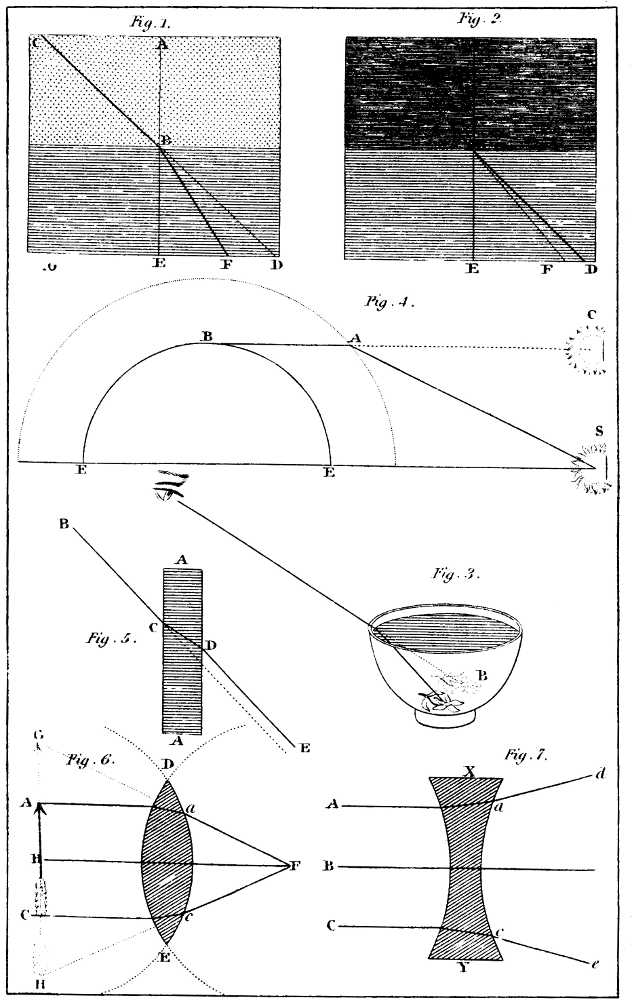 Fig. 1.
Fig. 2.
C A
B
E F D
E F D
Fig. 4.
C
B A
S
E E
B
A
Fig. 3.
C
Fig. 5.
D
B
A
E
G
Fig. 6.
D
Fig. 7.
X
d
A a
A a
B F
B
C c
C c
E
Y
e
H